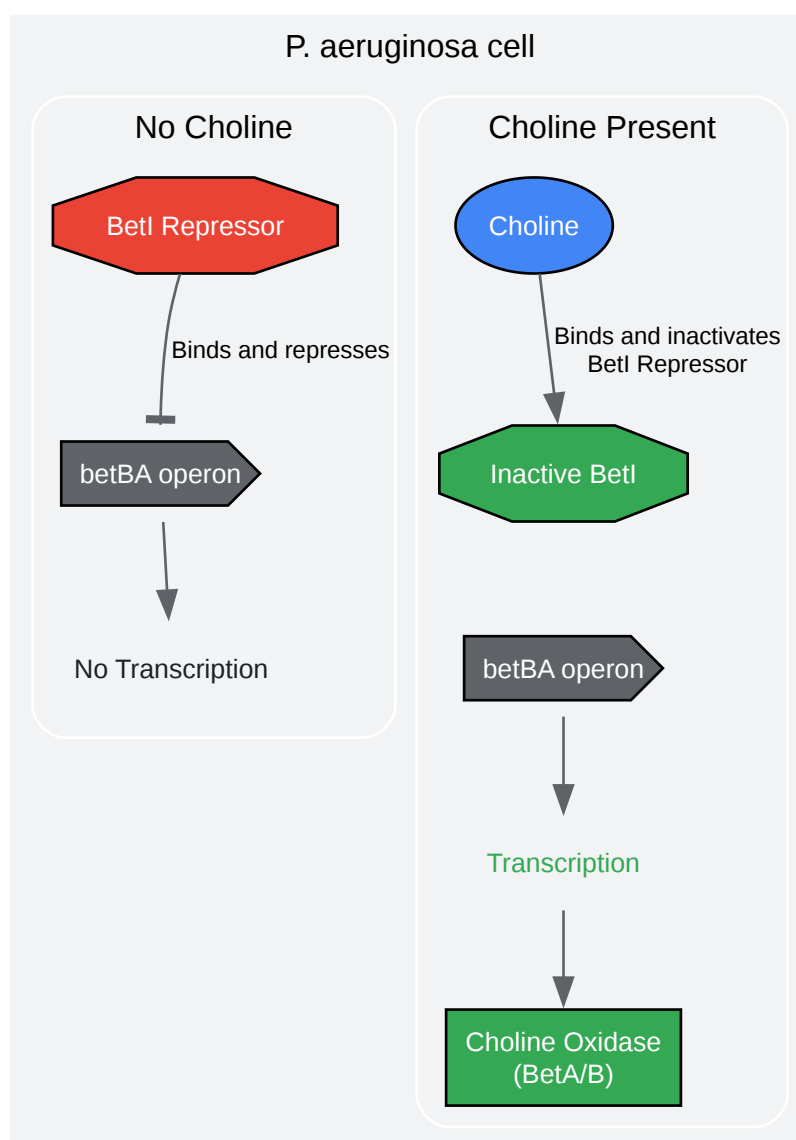 P. aeruginosa cell
No Choline
BetI Repressor
Binds and represses
betBA operon
No Transcription
Choline Present
Choline
Binds and inactivates
BetI Repressor
Inactive BetI
betBA operon
Transcription
Choline Oxidase
(BetA/B)